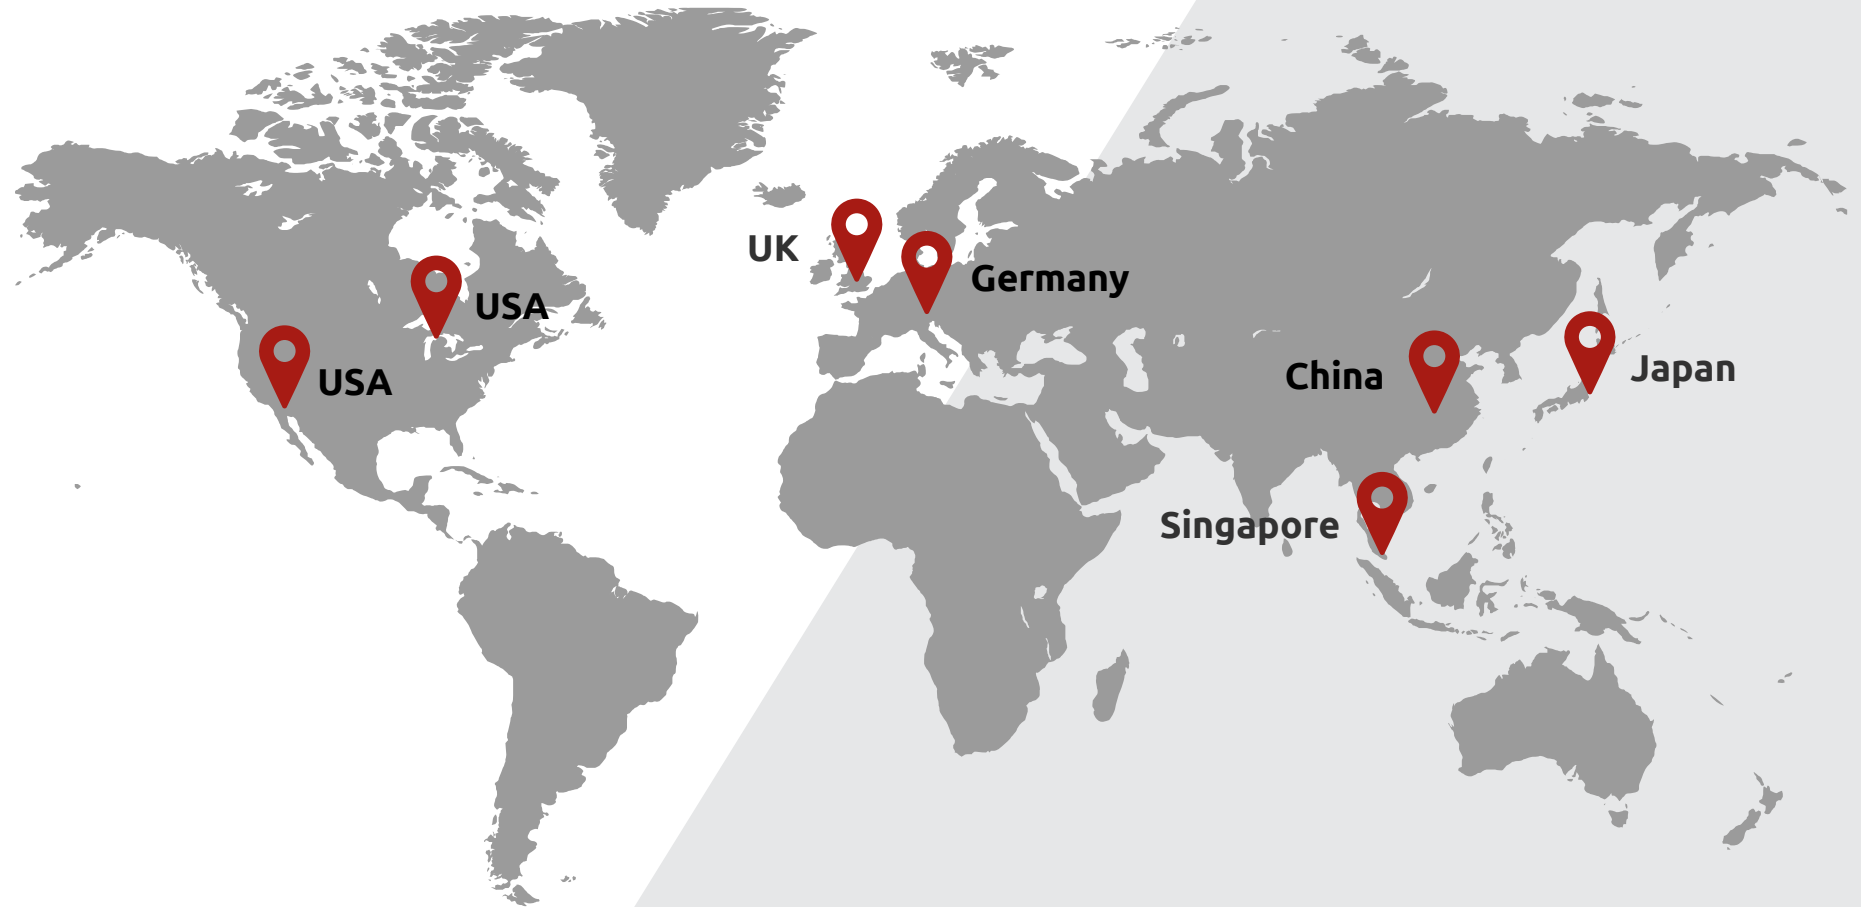 UK
Germany
USA
USA
China
Japan
Singapore